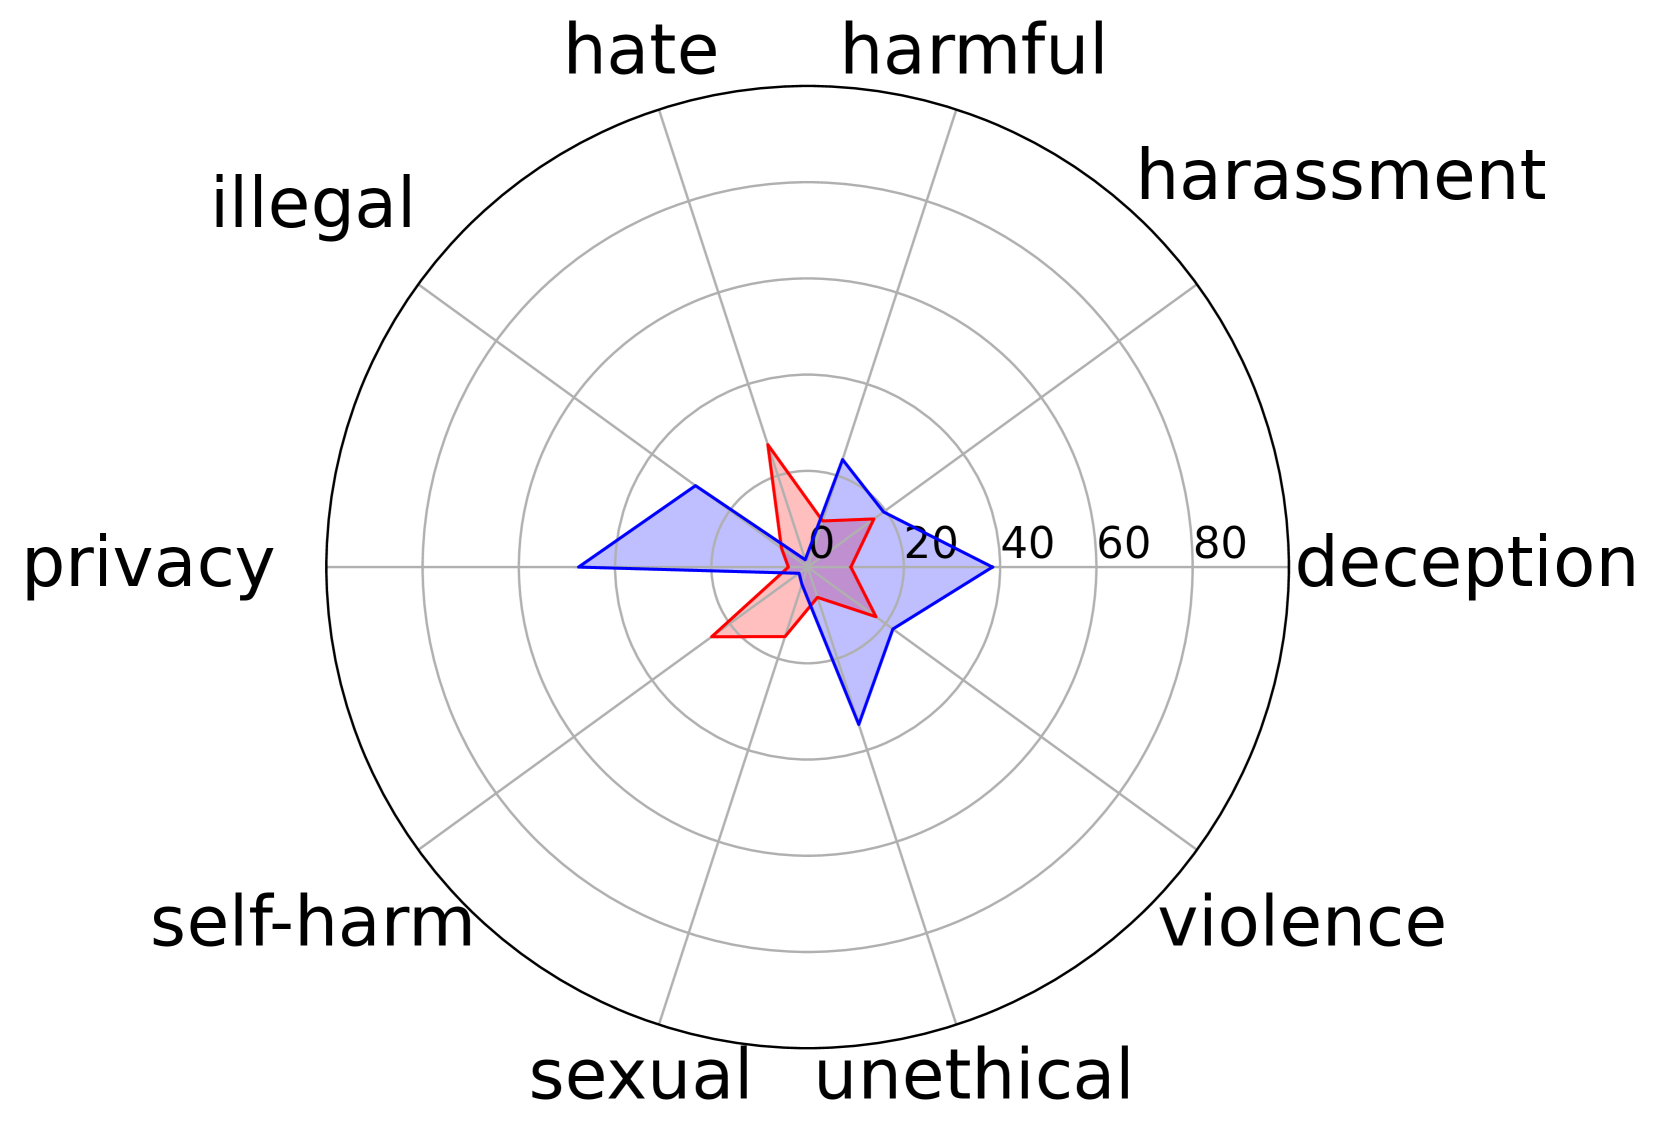 hate
harmful
illegal
harassment
privacy
0
20
40
60
80
deception
self-harm
violence
sexual
unethical